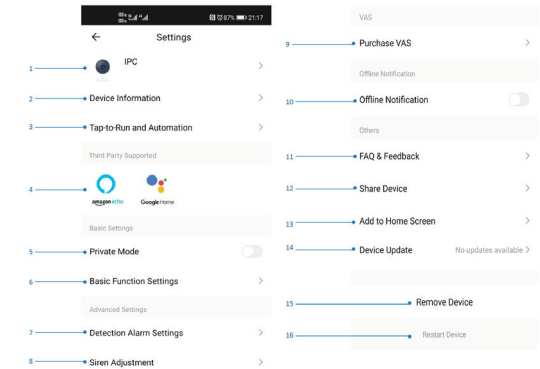 87% 21:17
Settings
1 IPC
2 Device Information
3 Tap-to-Run and Automation
Third Party Supported
4
amazon echo Google Home
Basic Settings
5 Private Mode
6 Basic Function Settings
Advanced Settings
7 Detection Alarm Settings
8 Siren Adjustment
VAS
9 Purchase VAS
Offline Notification
10 Offline Notification
Others
11 FAQ & Feedback
12 Share Device
13 Add to Home Screen
14 Device Update No updates available
15 Remove Device
16 Restart Device